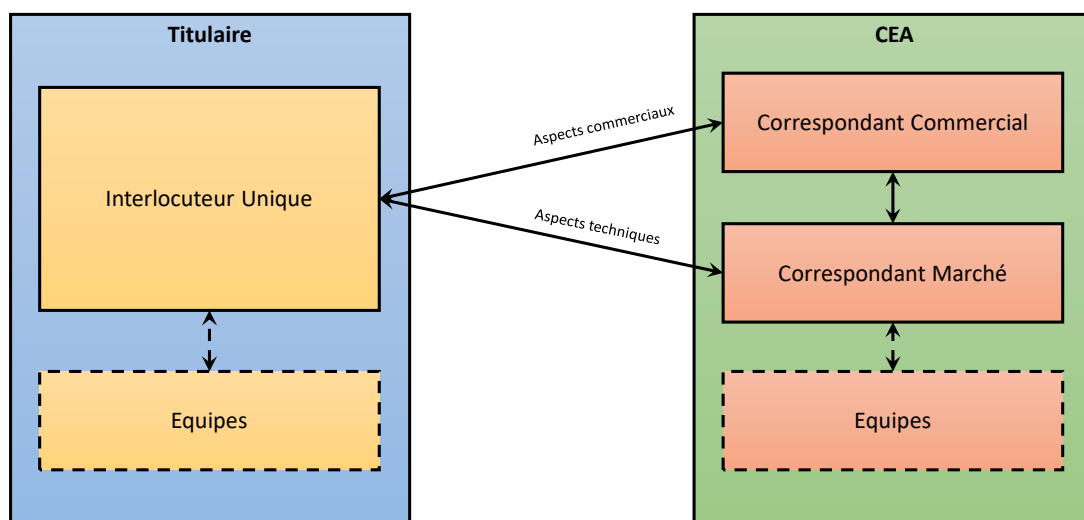 Titulaire
Interlocuteur Unique
Equipes
Aspects commerciaux
Aspects techniques
CEA
Correspondant Commercial
Correspondant Marché
Equipes